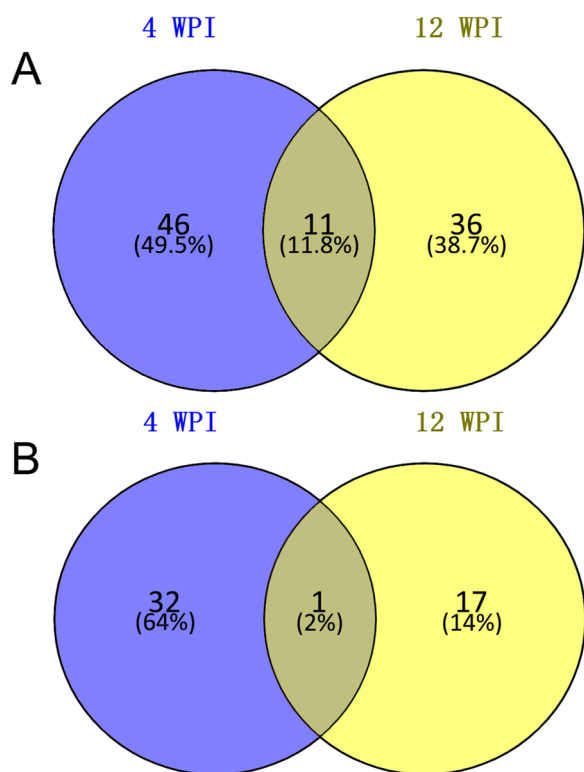 4 WPI 12 WPI
A
46 11 36
(49.5%) (11.8%) (38.7%)
4 WPI 12 WPI
B
32 1 17
(64%) (2%) (14%)